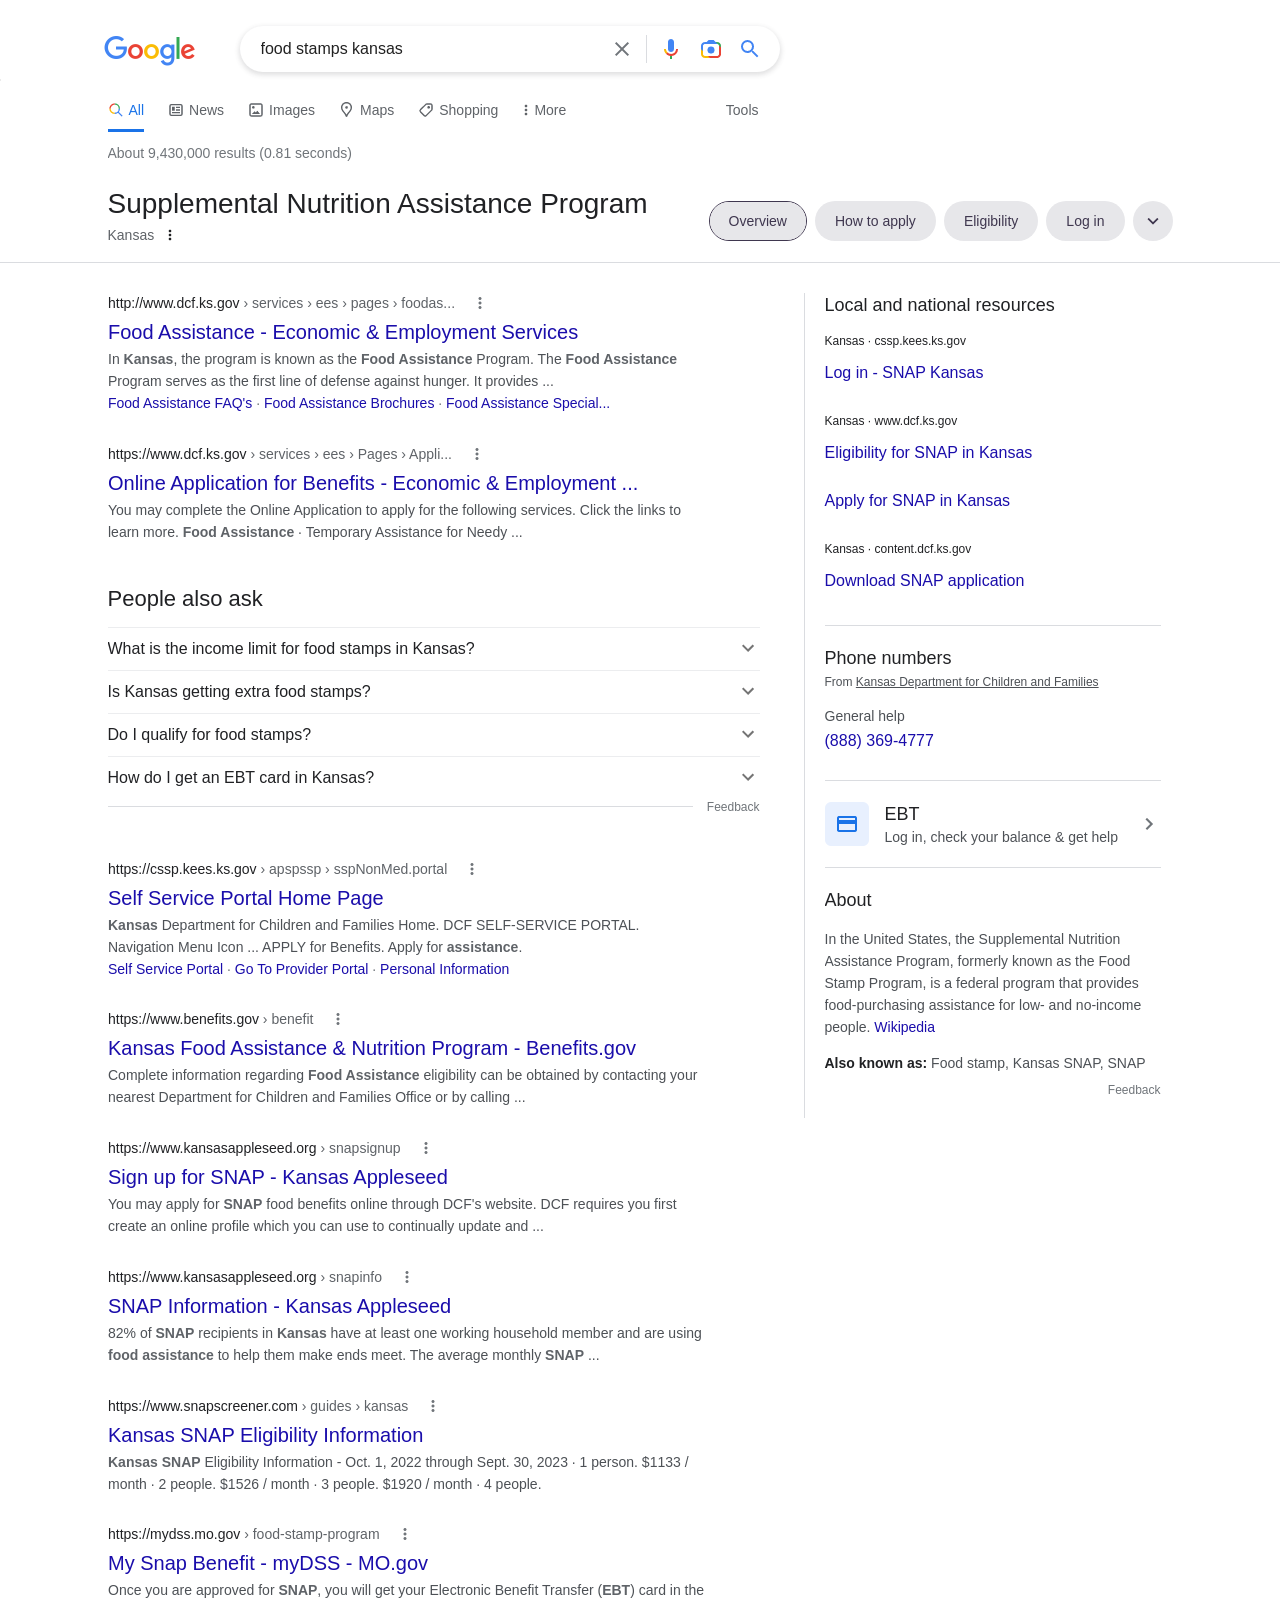 Google
food stamps kansas
All
News
Images
Maps
Shopping
More
Tools
About 9,430,000 results (0.81 seconds)
Supplemental Nutrition Assistance Program
Kansas
Overview
How to apply
Eligibility
Log in
http://www.dcf.ks.gov › services › ees › pages › foodas...
Food Assistance - Economic & Employment Services
In Kansas, the program is known as the Food Assistance Program. The Food Assistance
Program serves as the first line of defense against hunger. It provides ...
Food Assistance FAQ's · Food Assistance Brochures · Food Assistance Special...
https://www.dcf.ks.gov › services › ees › Pages › Appli...
Online Application for Benefits - Economic & Employment ...
You may complete the Online Application to apply for the following services. Click the links to
learn more. Food Assistance · Temporary Assistance for Needy ...
People also ask
What is the income limit for food stamps in Kansas?
Is Kansas getting extra food stamps?
Do I qualify for food stamps?
How do I get an EBT card in Kansas?
Feedback
https://cssp.kees.ks.gov › apspssp › sspNonMed.portal
Self Service Portal Home Page
Kansas Department for Children and Families Home. DCF SELF-SERVICE PORTAL.
Navigation Menu Icon ... APPLY for Benefits. Apply for assistance.
Self Service Portal · Go To Provider Portal · Personal Information
https://www.benefits.gov › benefit
Kansas Food Assistance & Nutrition Program - Benefits.gov
Complete information regarding Food Assistance eligibility can be obtained by contacting your
nearest Department for Children and Families Office or by calling ...
https://www.kansasappleseed.org › snapsignup
Sign up for SNAP - Kansas Appleseed
You may apply for SNAP food benefits online through DCF's website. DCF requires you first
create an online profile which you can use to continually update and ...
https://www.kansasappleseed.org › snapinfo
SNAP Information - Kansas Appleseed
82% of SNAP recipients in Kansas have at least one working household member and are using
food assistance to help them make ends meet. The average monthly SNAP ...
https://www.snapscreener.com › guides › kansas
Kansas SNAP Eligibility Information
Kansas SNAP Eligibility Information - Oct. 1, 2022 through Sept. 30, 2023 · 1 person. $1133 /
month · 2 people. $1526 / month · 3 people. $1920 / month · 4 people.
https://mydss.mo.gov › food-stamp-program
My Snap Benefit - myDSS - MO.gov
Once you are approved for SNAP, you will get your Electronic Benefit Transfer (EBT) card in the
Local and national resources
Kansas · cssp.kees.ks.gov
Log in - SNAP Kansas
Kansas · www.dcf.ks.gov
Eligibility for SNAP in Kansas
Apply for SNAP in Kansas
Kansas · content.dcf.ks.gov
Download SNAP application
Phone numbers
From Kansas Department for Children and Families
General help
(888) 369-4777
EBT
Log in, check your balance & get help
About
In the United States, the Supplemental Nutrition
Assistance Program, formerly known as the Food
Stamp Program, is a federal program that provides
food-purchasing assistance for low- and no-income
people. Wikipedia
Also known as: Food stamp, Kansas SNAP, SNAP
Feedback